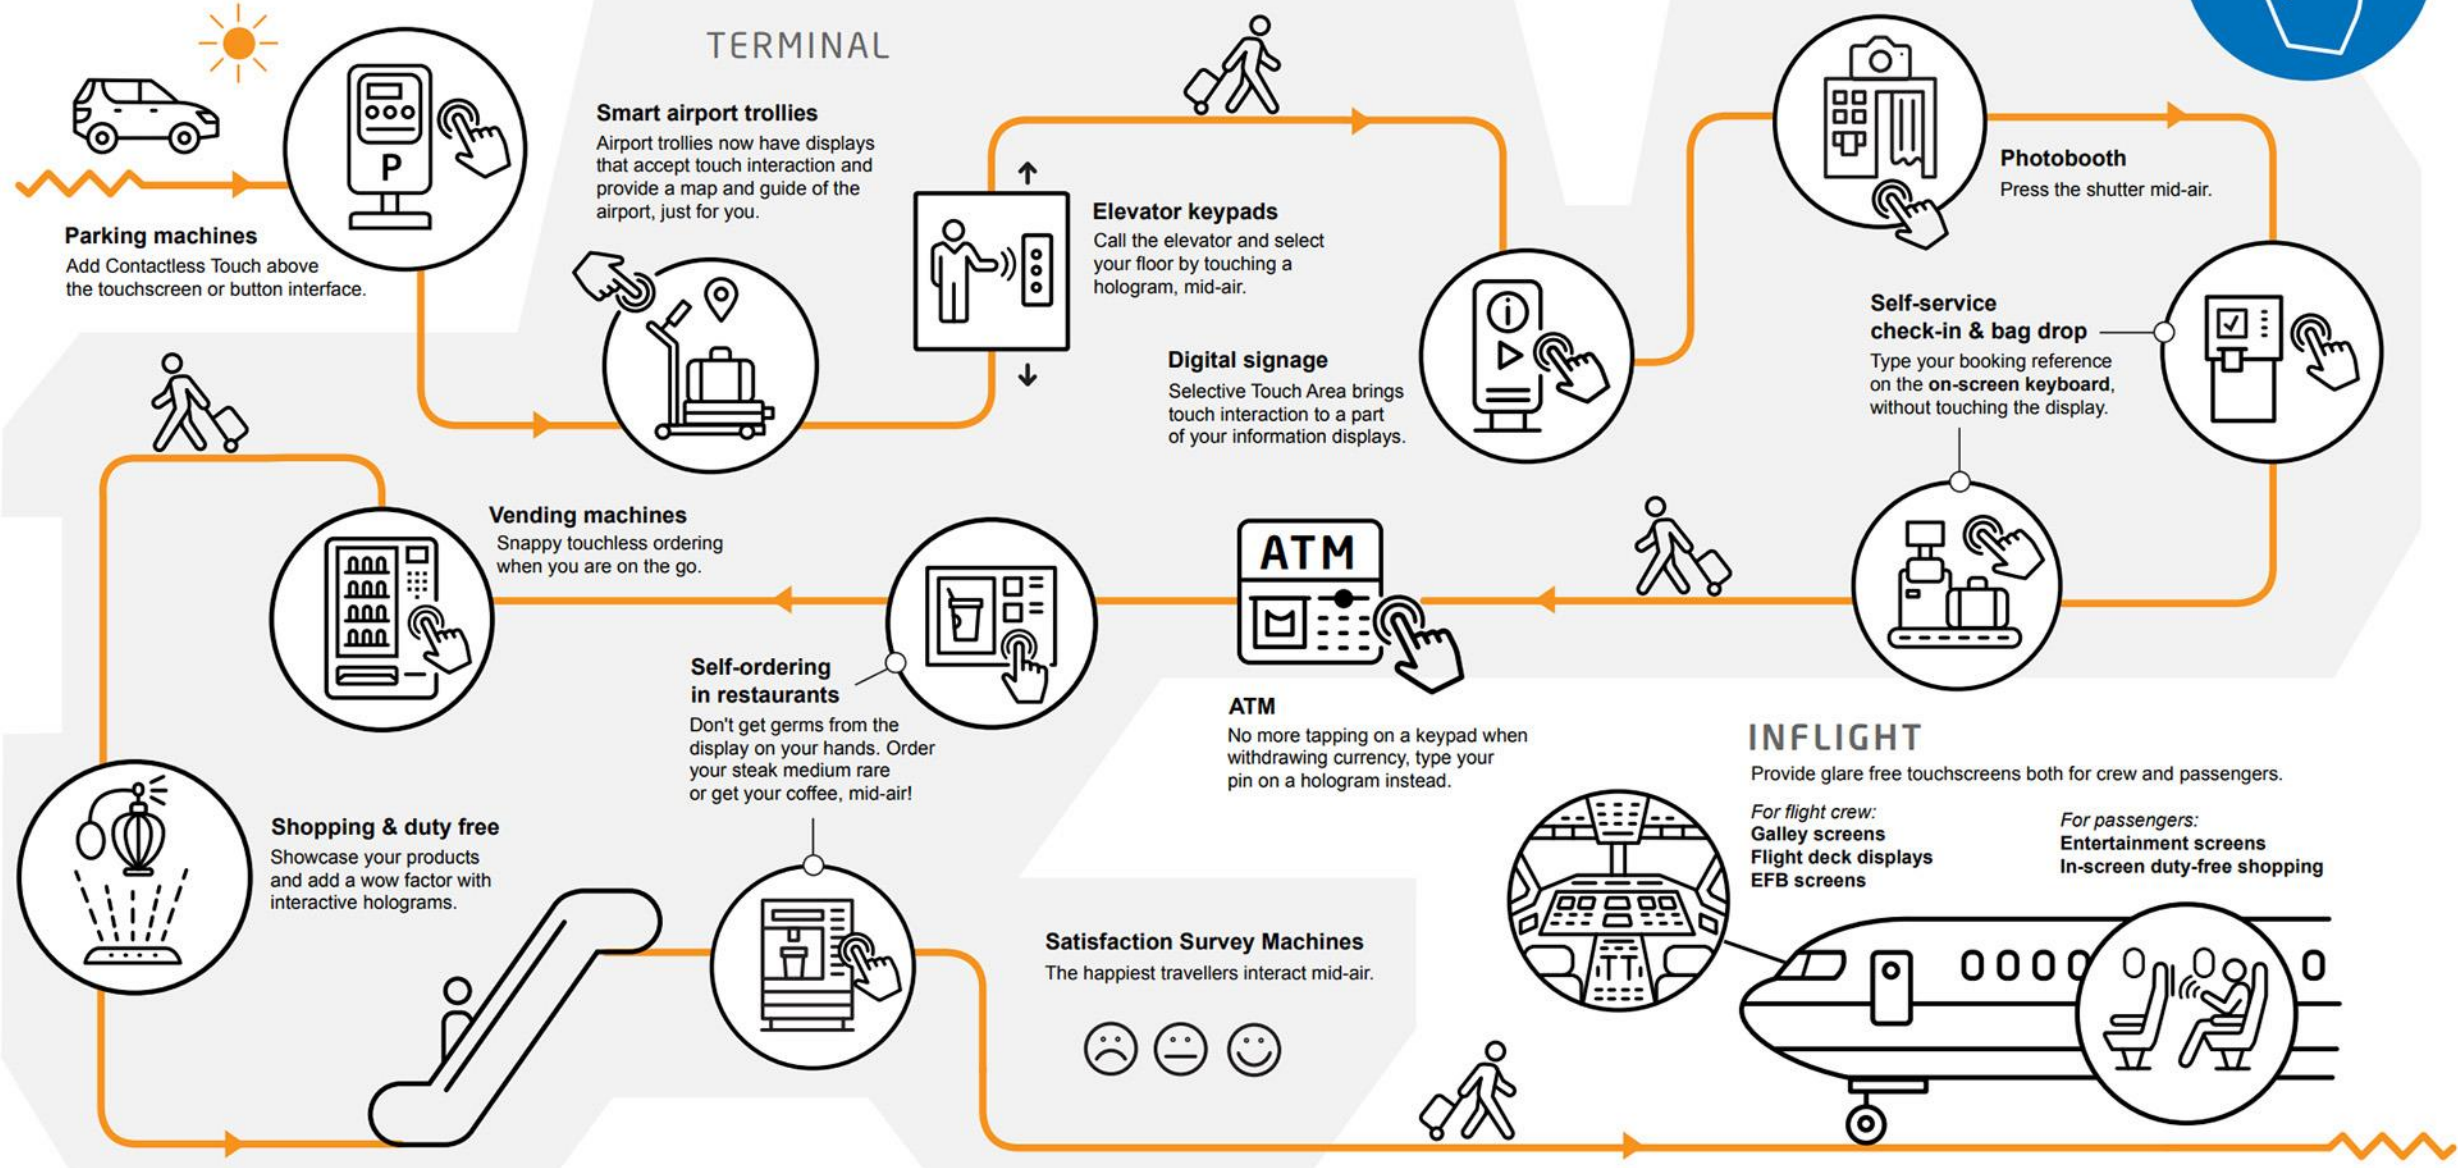 TERMINAL
Parking machines
Add Contactless Touch above
the touchscreen or button interface.
P
Smart airport trollies
Airport trollies now have displays
that accept touch interaction and
provide a map and guide of the
airport, just for you.
Elevator keypads
Call the elevator and select
your floor by touching a
hologram, mid-air.
Digital signage
Selective Touch Area brings
touch interaction to a part
of your information displays.
i
Photobooth
Press the shutter mid-air.
Self-service
check-in & bag drop
Type your booking reference
on the on-screen keyboard,
without touching the display.
ATM
ATM
No more tapping on a keypad when
withdrawing currency, type your
pin on a hologram instead.
Self-ordering
in restaurants
Don't get germs from the
display on your hands. Order
your steak medium rare
or get your coffee, mid-air!
Vending machines
Snappy touchless ordering
when you are on the go.
Shopping & duty free
Showcase your products
and add a wow factor with
interactive holograms.
Satisfaction Survey Machines
The happiest travellers interact mid-air.
INFLIGHT
Provide glare free touchscreens both for crew and passengers.
For flight crew:
Galley screens
Flight deck displays
EFB screens
For passengers:
Entertainment screens
In-screen duty-free shopping